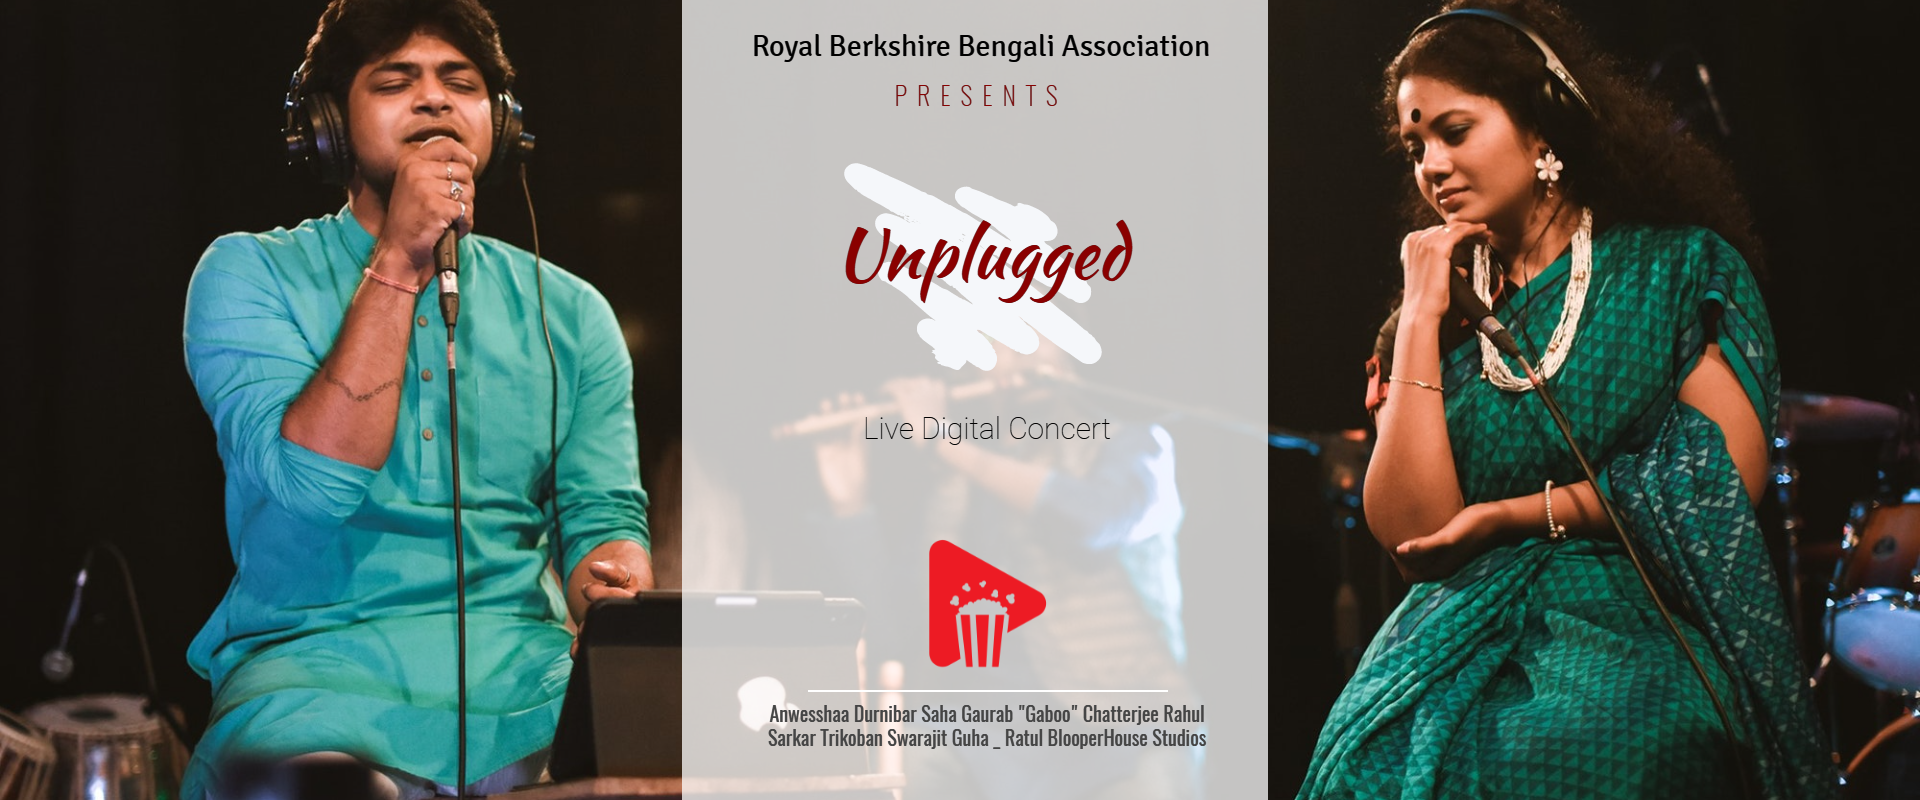 Royal Berkshire Bengali Association
PRESENTS
Unplugged
Live Digital Concert
Anwesshaa Durnibar Saha Gaurab "Gaboo" Chatterjee Rahul
Sarkar Trikoban Swarajit Guha _ Ratul BlooperHouse Studios